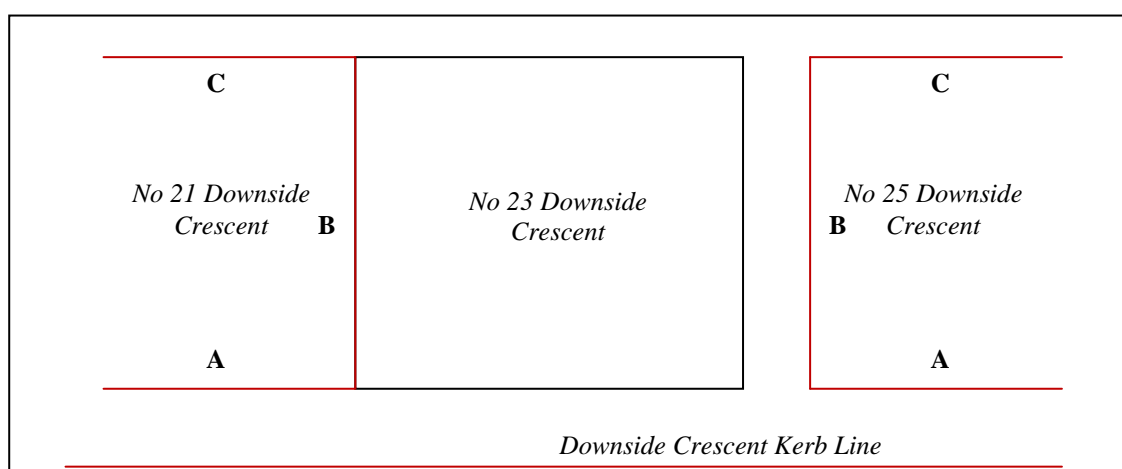 C
C
No 21 Downside
Crescent
B
No 23 Downside
Crescent
No 25 Downside
Crescent
B
A
A
Downside Crescent Kerb Line